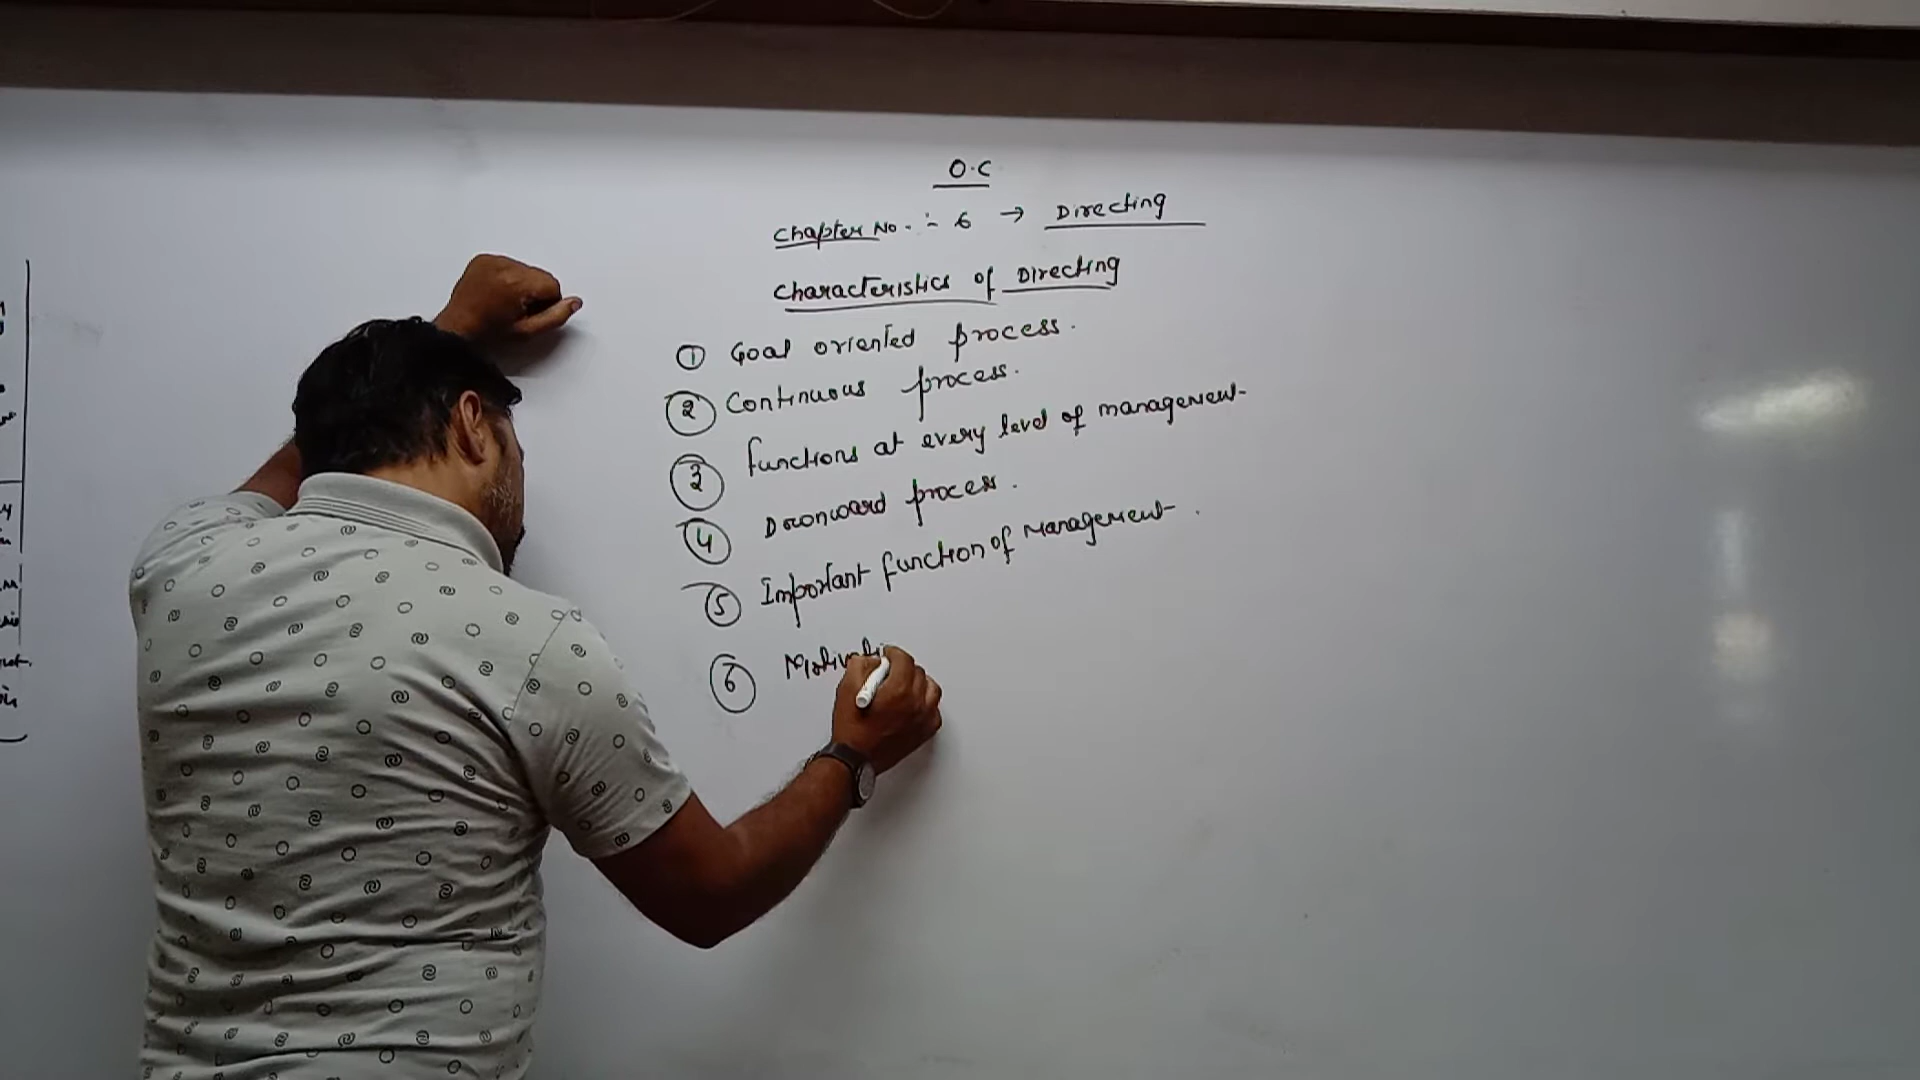 O.C
Chapter No. :- 6 → Directing
Characteristics of Directing
① Goal oriented process.
② Continuous process.
③ functions at every level of management.
④ Downward process.
⑤ Important function of Management.
⑥ Motivati